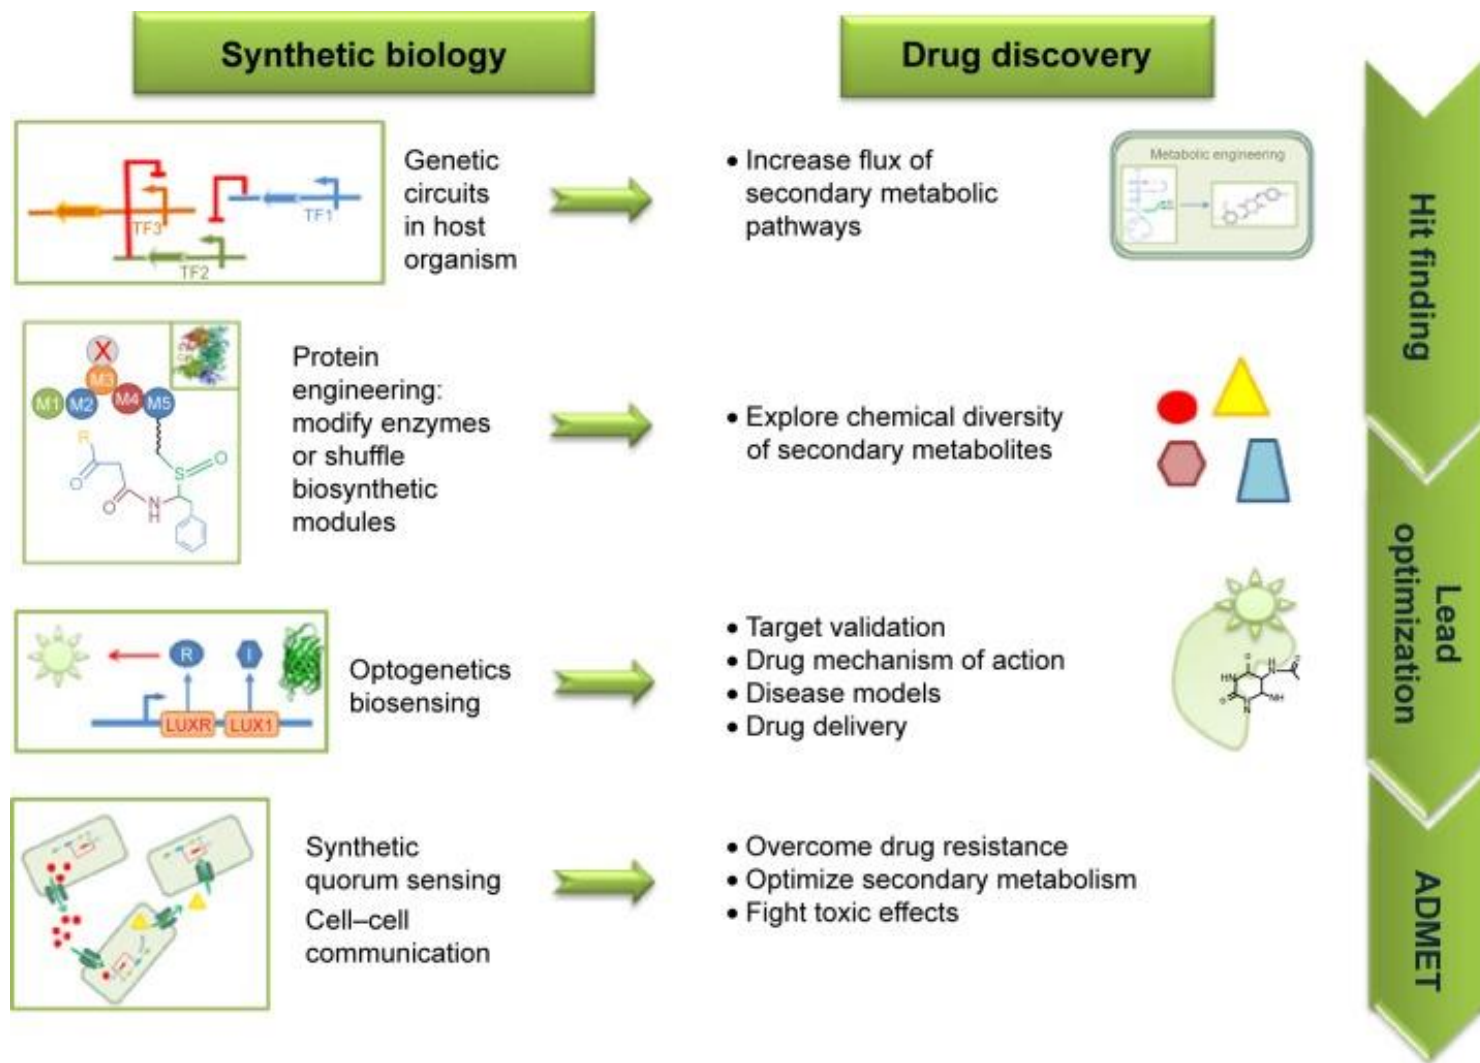 Synthetic biology
Drug discovery
TF3
TF1
TF2
Genetic
circuits
in host
organism
• Increase flux of
secondary metabolic
pathways
Metabolic engineering
Hit finding
X
M3
M1
M2
M4
M5
R
O
S
O
O
N
H
Protein
engineering:
modify enzymes
or shuffle
biosynthetic
modules
• Explore chemical diversity
of secondary metabolites
Lead
optimization
R
I
LUXR
LUX1
Optogenetics
biosensing
• Target validation
• Drug mechanism of action
• Disease models
• Drug delivery
Synthetic
quorum sensing
Cell–cell
communication
• Overcome drug resistance
• Optimize secondary metabolism
• Fight toxic effects
ADMET